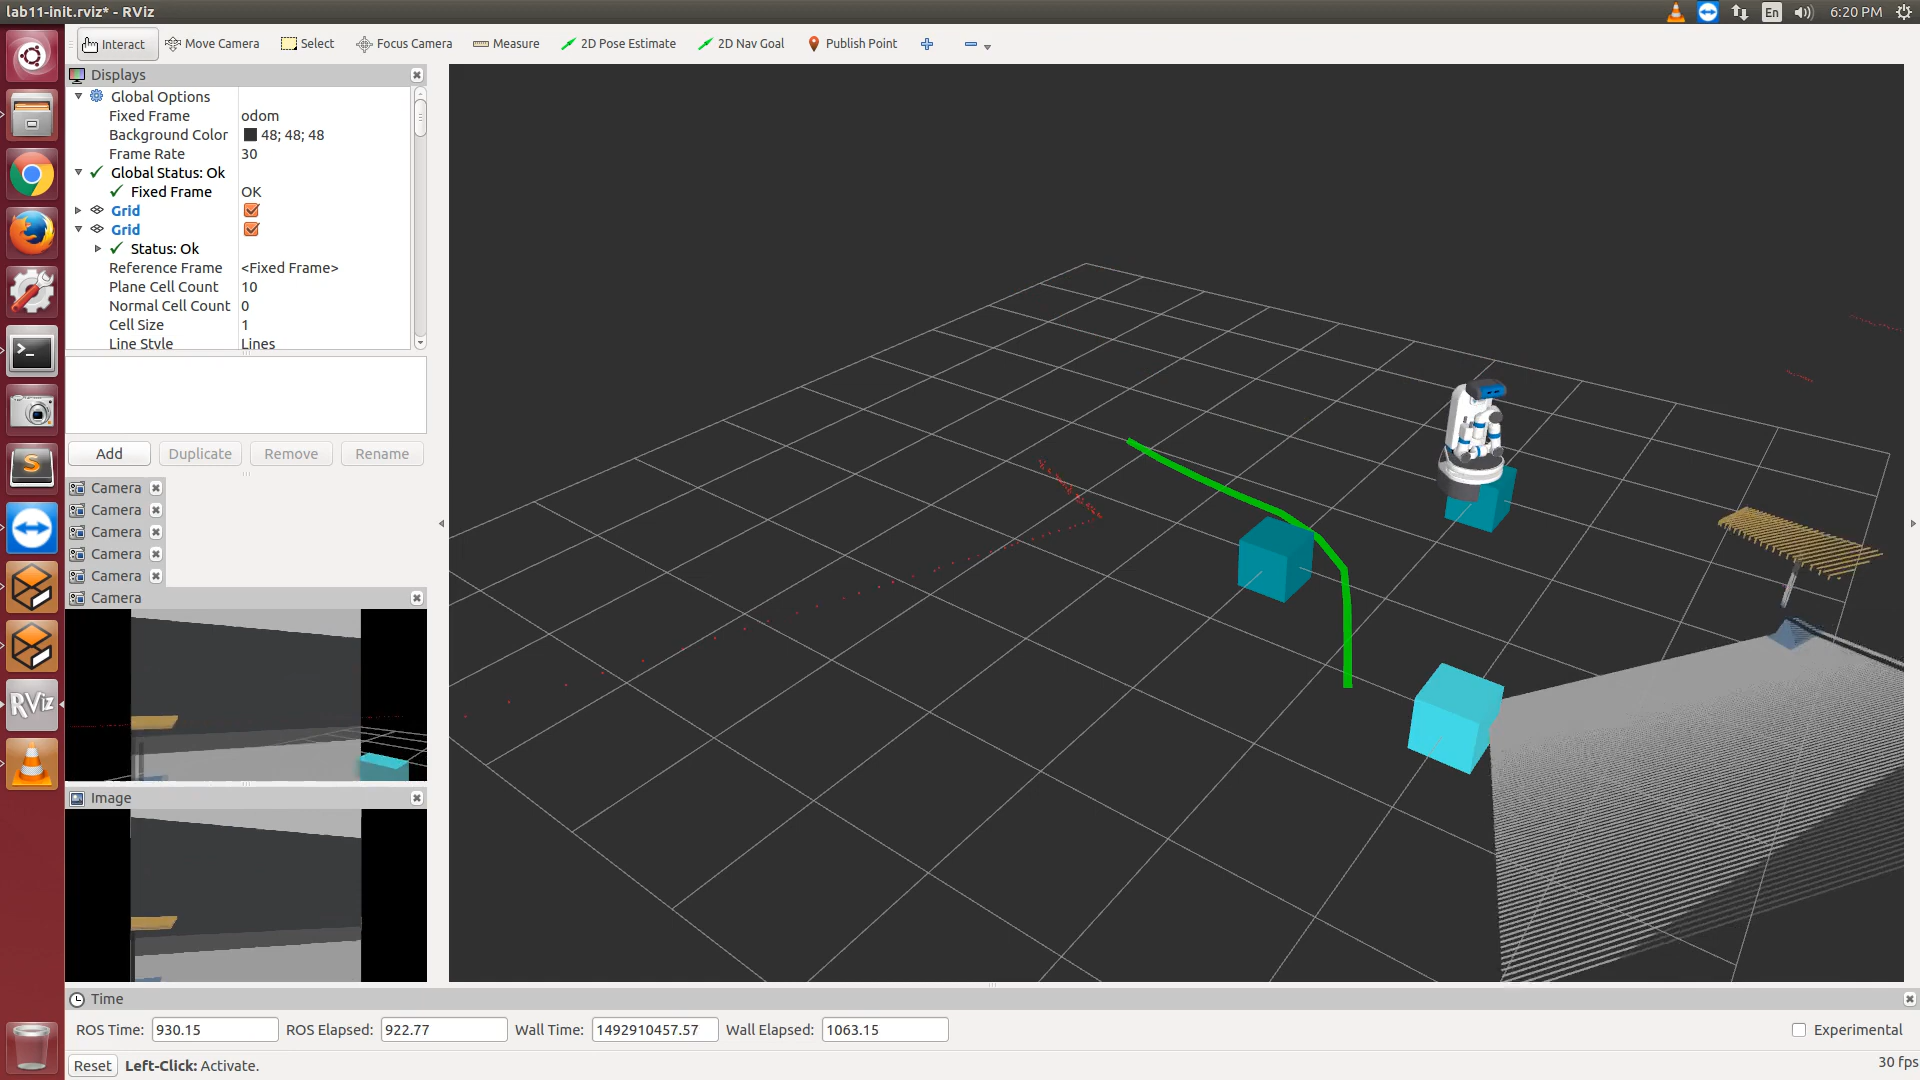 lab11-init.rviz* - RViz
En
6:20 PM
Interact
Move Camera
Select
Focus Camera
Measure
2D Pose Estimate
2D Nav Goal
Publish Point
Displays
Global Options
Fixed Frame odom
Background Color 48; 48; 48
Frame Rate 30
Global Status: Ok
Fixed Frame OK
Grid
Grid
Status: Ok
Reference Frame <Fixed Frame>
Plane Cell Count 10
Normal Cell Count 0
Cell Size 1
Line Style Lines
Add Duplicate Remove Rename
Camera
Camera
Camera
Camera
Camera
Camera
RViz
Image
Time
ROS Time: 930.15 ROS Elapsed: 922.77 Wall Time: 1492910457.57 Wall Elapsed: 1063.15 Experimental
Reset Left-Click: Activate. 30 fps